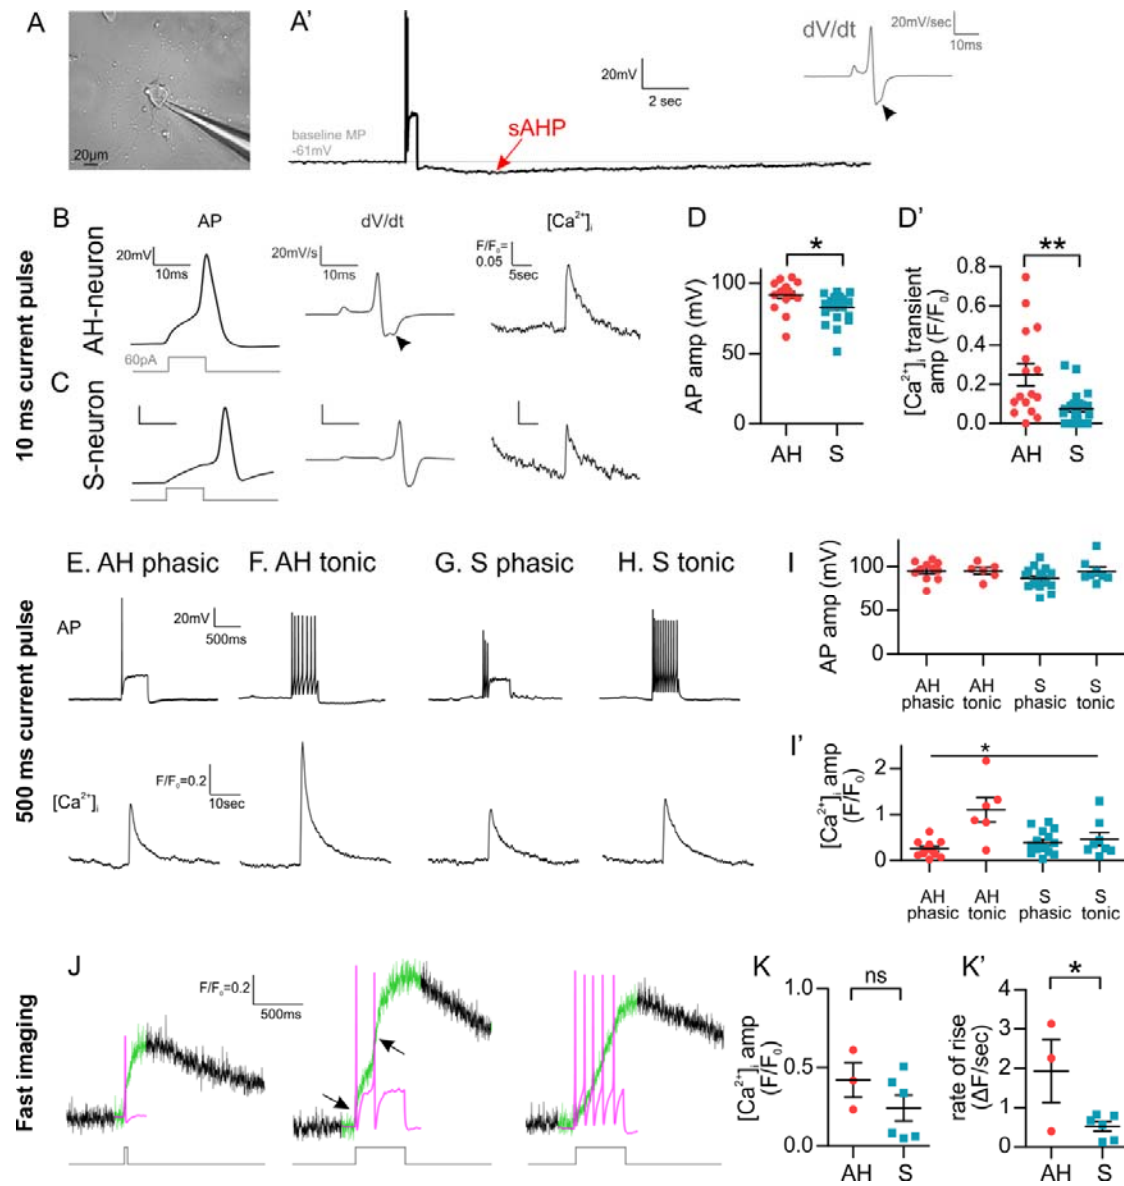 A
20µm
A'
baseline MP
-61mV
sAHP
20mV
2 sec
dV/dt
20mV/sec
10ms
10 ms current pulse
B
AH-neuron
AP
20mV
10ms
60pA
dV/dt
20mV/s
10ms
[Ca²⁺]ᵢ
F/F₀=
0.05
5sec
C
S-neuron
D
AP amp (mV)
100
50
0
*
AH
S
D'
[Ca²⁺]ᵢ transient
amp (F/F₀)
0.8
0.6
0.4
0.2
0.0
**
AH
S
500 ms current pulse
E. AH phasic
F. AH tonic
G. S phasic
H. S tonic
AP
20mV
500ms
[Ca²⁺]ᵢ
F/F₀=0.2
10sec
I
AP amp (mV)
100
50
0
AH
phasic
AH
tonic
S
phasic
S
tonic
I'
[Ca²⁺]ᵢ amp
(F/F₀)
2
1
0
*
AH
phasic
AH
tonic
S
phasic
S
tonic
Fast imaging
J
F/F₀=0.2
500ms
K
[Ca²⁺]ᵢ amp
(F/F₀)
1.0
0.5
0.0
ns
AH
S
K'
rate of rise
(ΔF/sec)
4
3
2
1
0
*
AH
S